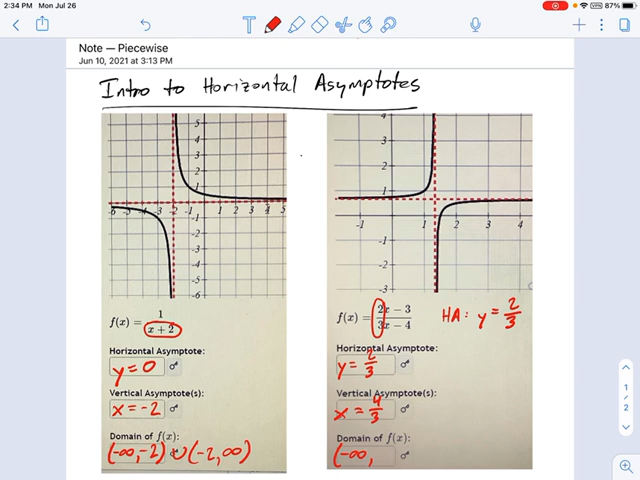 2:34 PM Mon Jul 26
VPN 87%
T
Note — Piecewise
Jun 10, 2021 at 3:13 PM
Intro to Horizontal Asymptotes
5
4
3
2
1
-6 -5 -4 -3 -2 1 2 3 4 5
-1
-2
-3
-4
-5
-6
f(x) = 1/(x + 2)
Horizontal Asymptote:
y = 0
Vertical Asymptote(s):
x = -2
Domain of f(x):
(-∞, -2) ∪ (-2, ∞)
4
3
2
1
-1 2 3 4
-1
-2
-3
f(x) = (2x − 3)/(3x − 4)
HA: y = 2/3
Horizontal Asymptote:
y = 2/3
Vertical Asymptote(s):
x = 4/3
Domain of f(x):
(-∞,
1
2